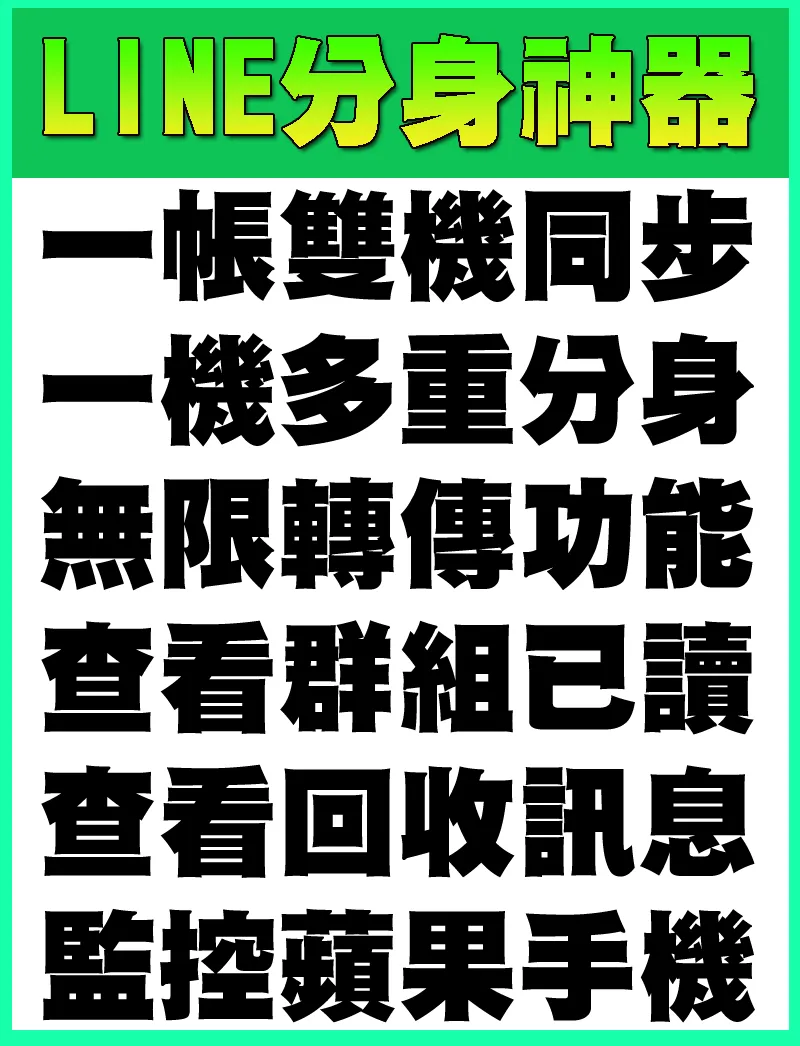 LINE分身神器
一帳雙機同步
一機多重分身
無限轉傳功能
查看群組已讀
查看回收訊息
監控蘋果手機